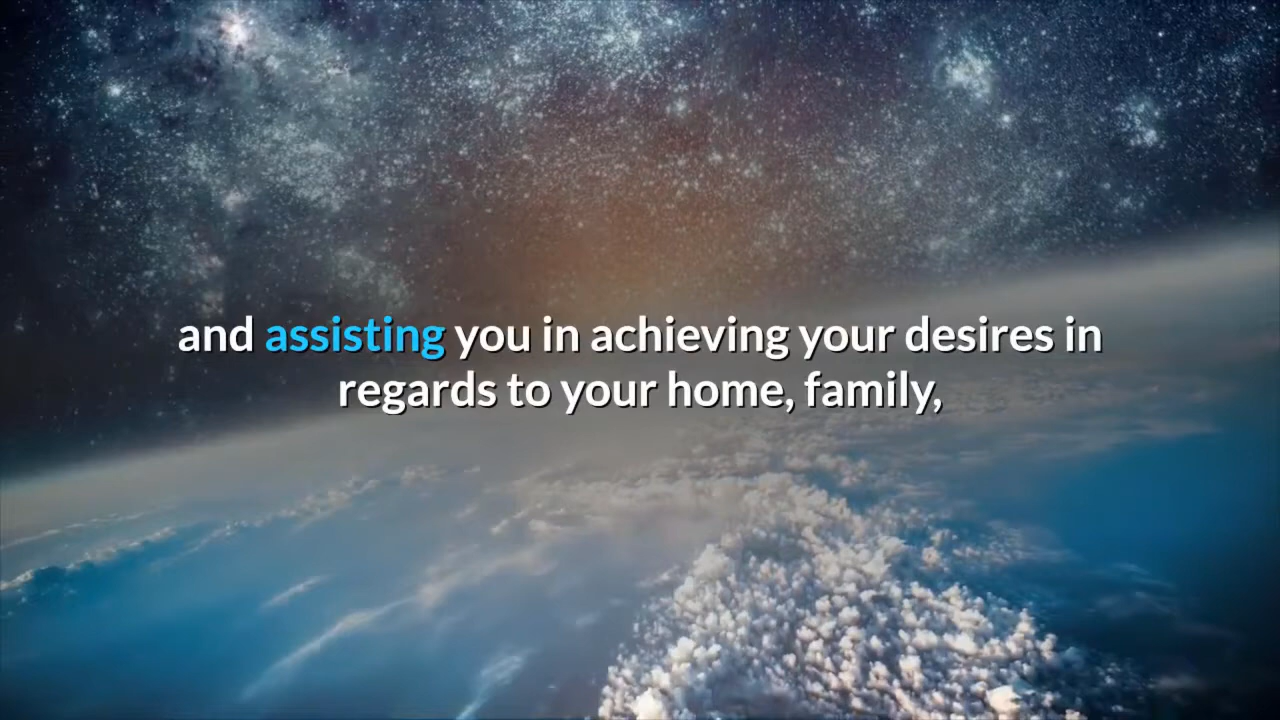 and assisting you in achieving your desires in
regards to your home, family,